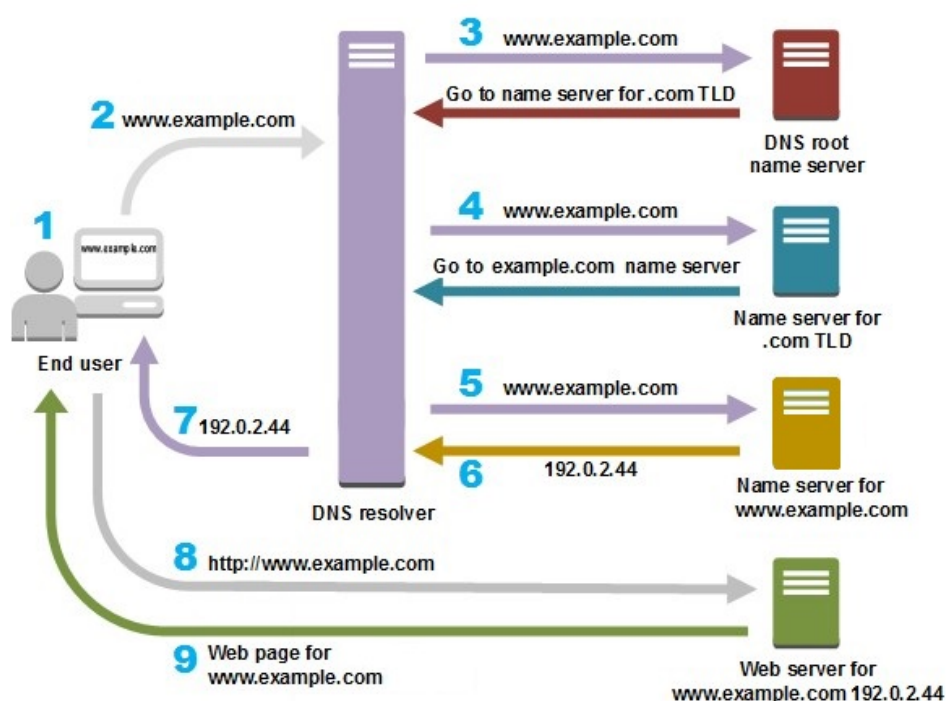 3 www.example.com
Go to name server for .com TLD
DNS root
name server
2 www.example.com
1
www.example.com
End user
4 www.example.com
Go to example.com name server
Name server for
.com TLD
5 www.example.com
6 192.0.2.44
Name server for
www.example.com
7 192.0.2.44
DNS resolver
8 http://www.example.com
9 Web page for
www.example.com
Web server for
www.example.com 192.0.2.44